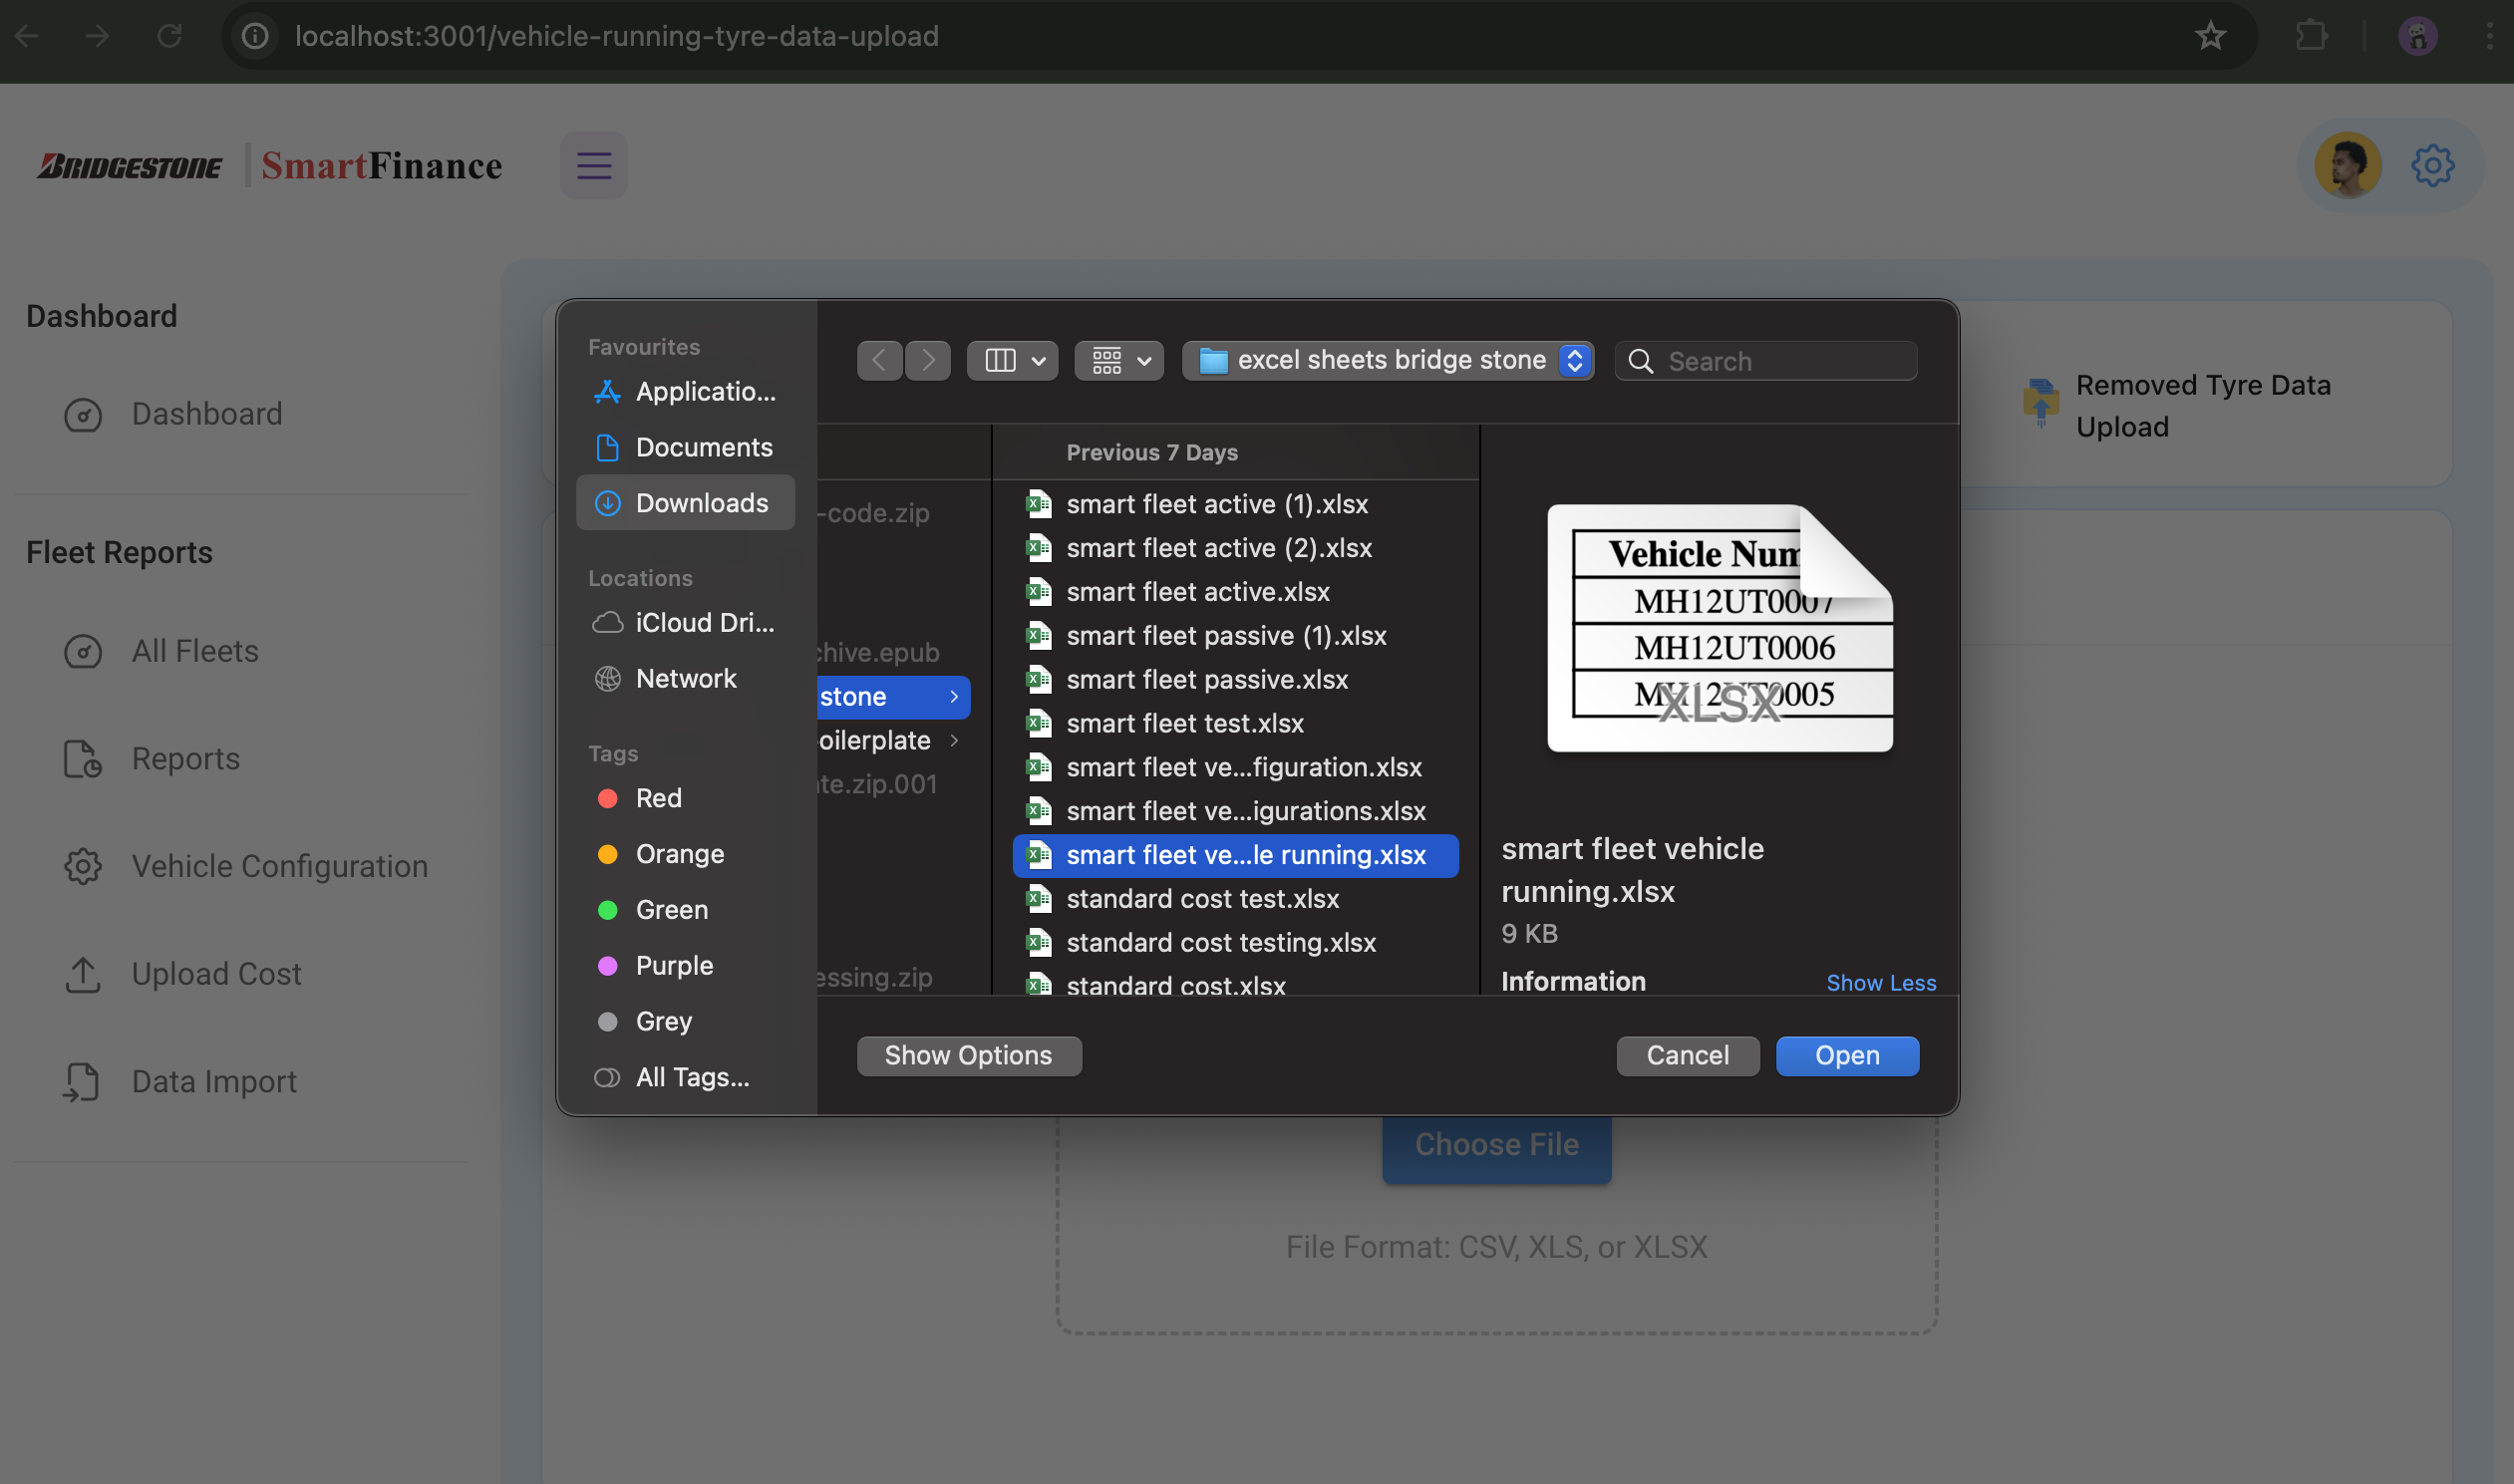 localhost:3001/vehicle-running-tyre-data-upload
BRIDGESTONE
SmartFinance
Dashboard
Dashboard
Fleet Reports
All Fleets
Reports
Vehicle Configuration
Upload Cost
Data Import
Favourites
Applicatio...
Documents
Downloads
Locations
iCloud Dri...
Network
Tags
Red
Orange
Green
Purple
Grey
All Tags...
excel sheets bridge stone
Search
-code.zip
chive.epub
stone
oilerplate
te.zip.001
essing.zip
Previous 7 Days
smart fleet active (1).xlsx
smart fleet active (2).xlsx
smart fleet active.xlsx
smart fleet passive (1).xlsx
smart fleet passive.xlsx
smart fleet test.xlsx
smart fleet ve...figuration.xlsx
smart fleet ve...igurations.xlsx
smart fleet ve...le running.xlsx
standard cost test.xlsx
standard cost testing.xlsx
standard cost.xlsx
Vehicle Num
MH12UT0007
MH12UT0006
MH12UT0005
XLSX
smart fleet vehicle
running.xlsx
9 KB
Information
Show Less
Show Options
Cancel
Open
Removed Tyre Data
Upload
Choose File
File Format: CSV, XLS, or XLSX